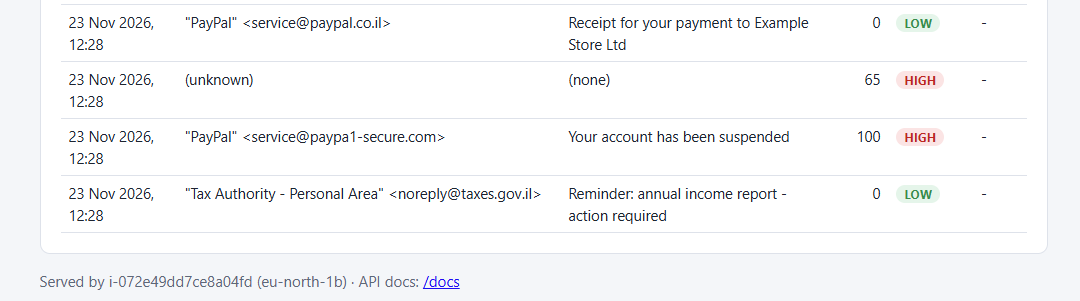 23 Nov 2026, "PayPal" <service@paypal.co.il> Receipt for your payment to Example 0 LOW -
12:28 Store Ltd
23 Nov 2026, (unknown) (none) 65 HIGH -
12:28
23 Nov 2026, "PayPal" <service@paypa1-secure.com> Your account has been suspended 100 HIGH -
12:28
23 Nov 2026, "Tax Authority - Personal Area" <noreply@taxes.gov.il> Reminder: annual income report - 0 LOW -
12:28 action required
Served by i-072e49dd7ce8a04fd (eu-north-1b) · API docs: /docs